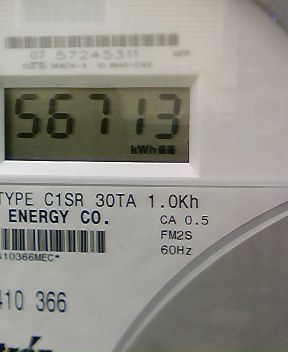 07 57245311
56713
kWh
TYPE C1SR 30TA 1.0Kh
ENERGY CO.
CA 0.5
FM2S
60Hz
410366MEC*
410 366